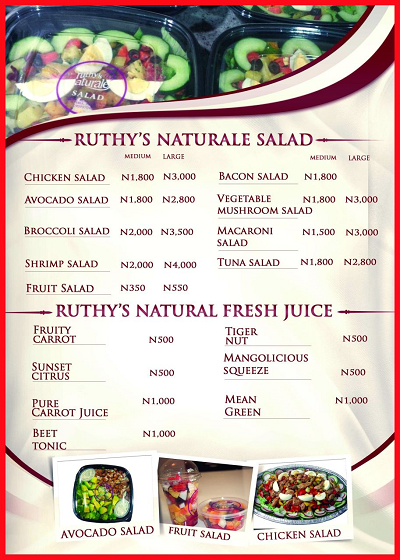 Ruthy's
Naturale
SALAD
RUTHY'S NATURALE SALAD
MEDIUM LARGE
MEDIUM LARGE
CHICKEN SALAD N1,800 N3,000
BACON SALAD N1,800
AVOCADO SALAD N1,800 N2,800
VEGETABLE N1,800 N3,000
MUSHROOM SALAD
BROCCOLI SALAD N2,000 N3,500
MACARONI N1,500 N3,000
SALAD
SHRIMP SALAD N2,000 N4,000
TUNA SALAD N1,800 N2,800
FRUIT SALAD N350 N550
RUTHY'S NATURAL FRESH JUICE
FRUITY
CARROT N500
TIGER
NUT N500
SUNSET
CITRUS N500
MANGOLICIOUS
SQUEEZE N500
PURE N1,000
CARROT JUICE
MEAN N1,000
GREEN
BEET N1,000
TONIC
AVOCADO SALAD
FRUIT SALAD
CHICKEN SALAD